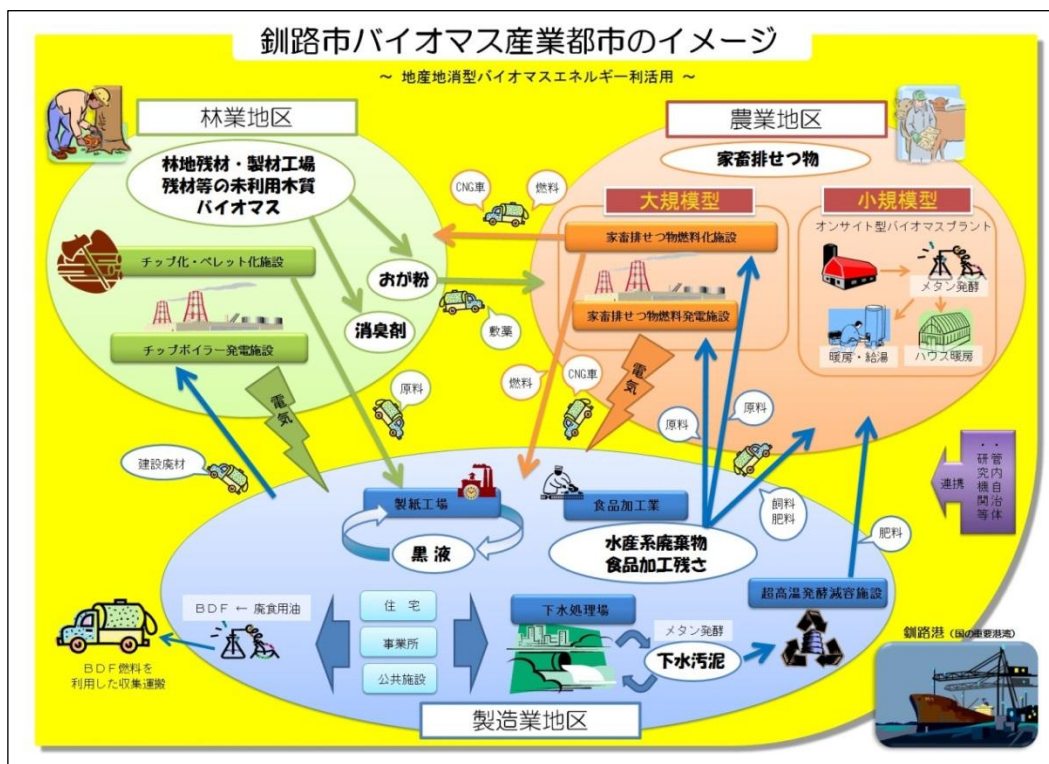 釧路市バイオマス産業都市のイメージ
～ 地産地消型バイオマスエネルギー利活用 ～
林業地区
林地残材・製材工場
残材等の未利用木質
バイオマス
チップ化・ペレット化施設
チップボイラー発電施設
おが粉
消臭剤
CNG車
燃料
敷藁
農業地区
家畜排せつ物
大規模型
家畜排せつ物燃料化施設
家畜排せつ物燃料発電施設
小規模型
オンサイト型バイオマスプラント
メタン発酵
暖房・給湯
ハウス暖房
電気
原料
燃料
CNG車
電気
原料
原料
建設廃材
飼料
肥料
肥料
連携
管内自治体・
研究機関等・
製紙工場
黒液
食品加工業
水産系廃棄物
食品加工残さ
超高温発酵減容施設
BDF ← 廃食用油
BDF燃料を
利用した収集運搬
住宅
事業所
公共施設
下水処理場
メタン発酵
下水汚泥
製造業地区
釧路港（国の重要港湾）